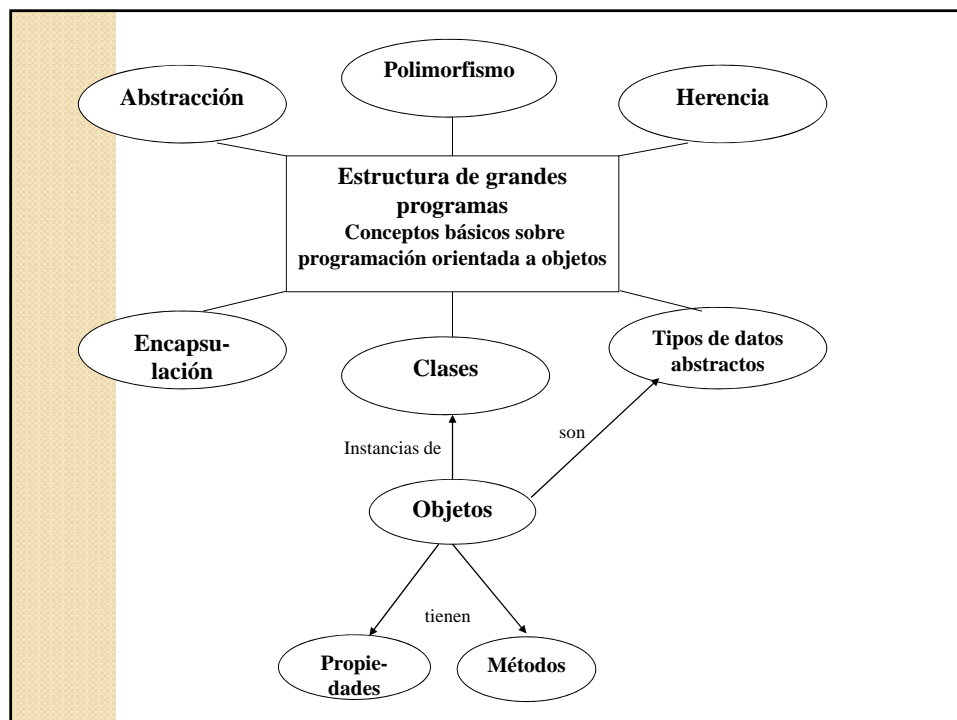 Polimorfismo
Abstracción
Herencia
Estructura de grandes
programas
Conceptos básicos sobre
programación orientada a objetos
Encapsu-
lación
Clases
Tipos de datos
abstractos
Instancias de
son
Objetos
tienen
Propie-
dades
Métodos